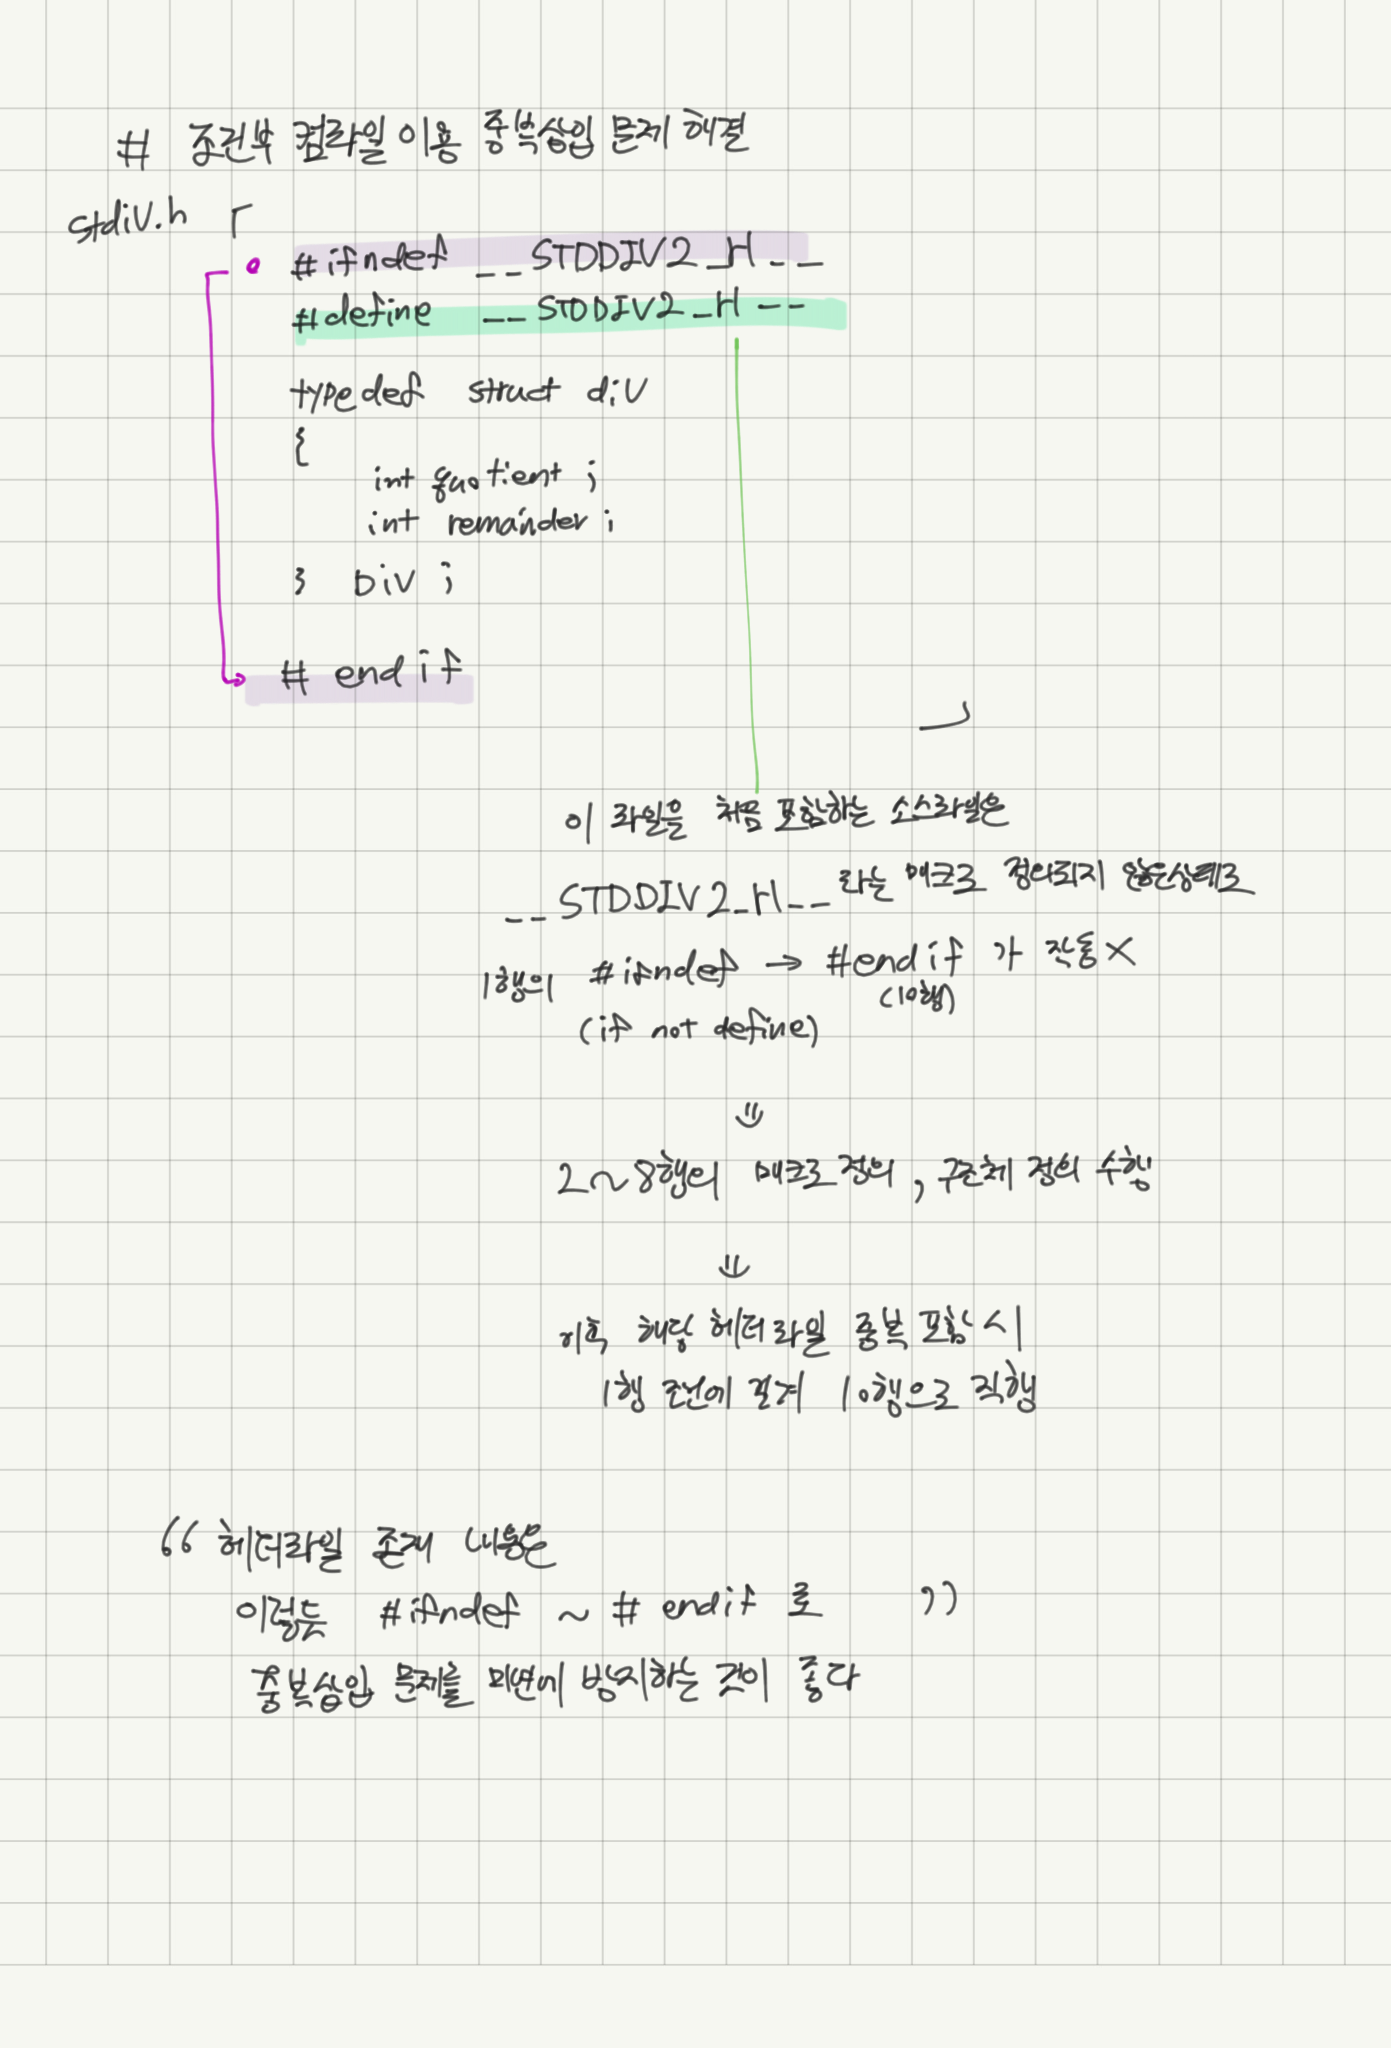 # 조건부 컴파일 이용 중복삽입 문제 해결
stdiv.h 「
#ifndef __STDDIV2_H__
#define __STDDIV2_H__
typedef struct div
{
int quotient;
int remainder;
} Div;
#endif
」
이 파일을 처음 포함하는 소스파일은
__STDDIV2_H__ 라는 매크로 정의되지 않은상태로
1행의 #ifndef → #endif 가 작동X
(10행)
(if not define)
⇓
2~8행의 매크로 정의, 구조체 정의 수행
⇓
이후 해당 헤더파일 중복 포함 시
1행 조건에 걸려 10행으로 직행
“ 헤더파일 존재 내용은
이렇듯 #ifndef ~ #endif 로 ”
중복삽입 문제를 미연에 방지하는 것이 좋다